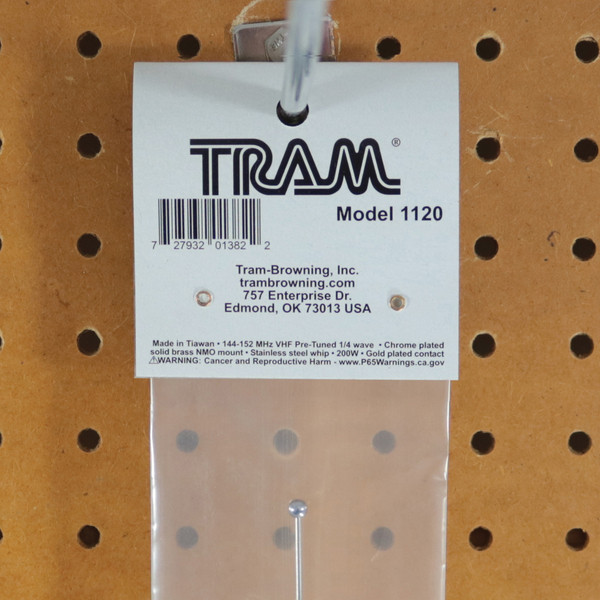 TRAM®
Model 1120
7 27932 01382 2
Tram-Browning, Inc.
trambrowning.com
757 Enterprise Dr.
Edmond, OK 73013 USA
Made in Tiawan • 144-152 MHz VHF Pre-Tuned 1/4 wave • Chrome plated
solid brass NMO mount • Stainless steel whip • 200W • Gold plated contact
⚠WARNING: Cancer and Reproductive Harm - www.P65Warnings.ca.gov